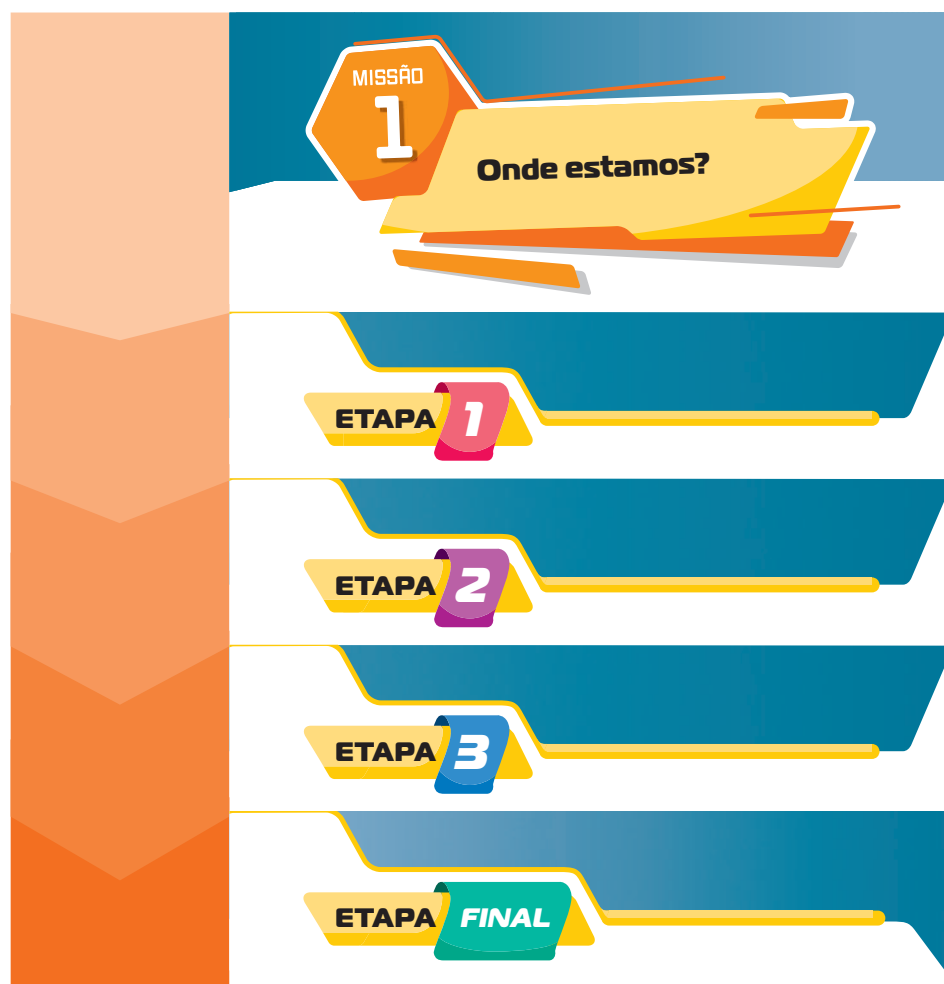 MISSÃO
1
Onde estamos?
ETAPA 1
ETAPA 2
ETAPA 3
ETAPA FINAL